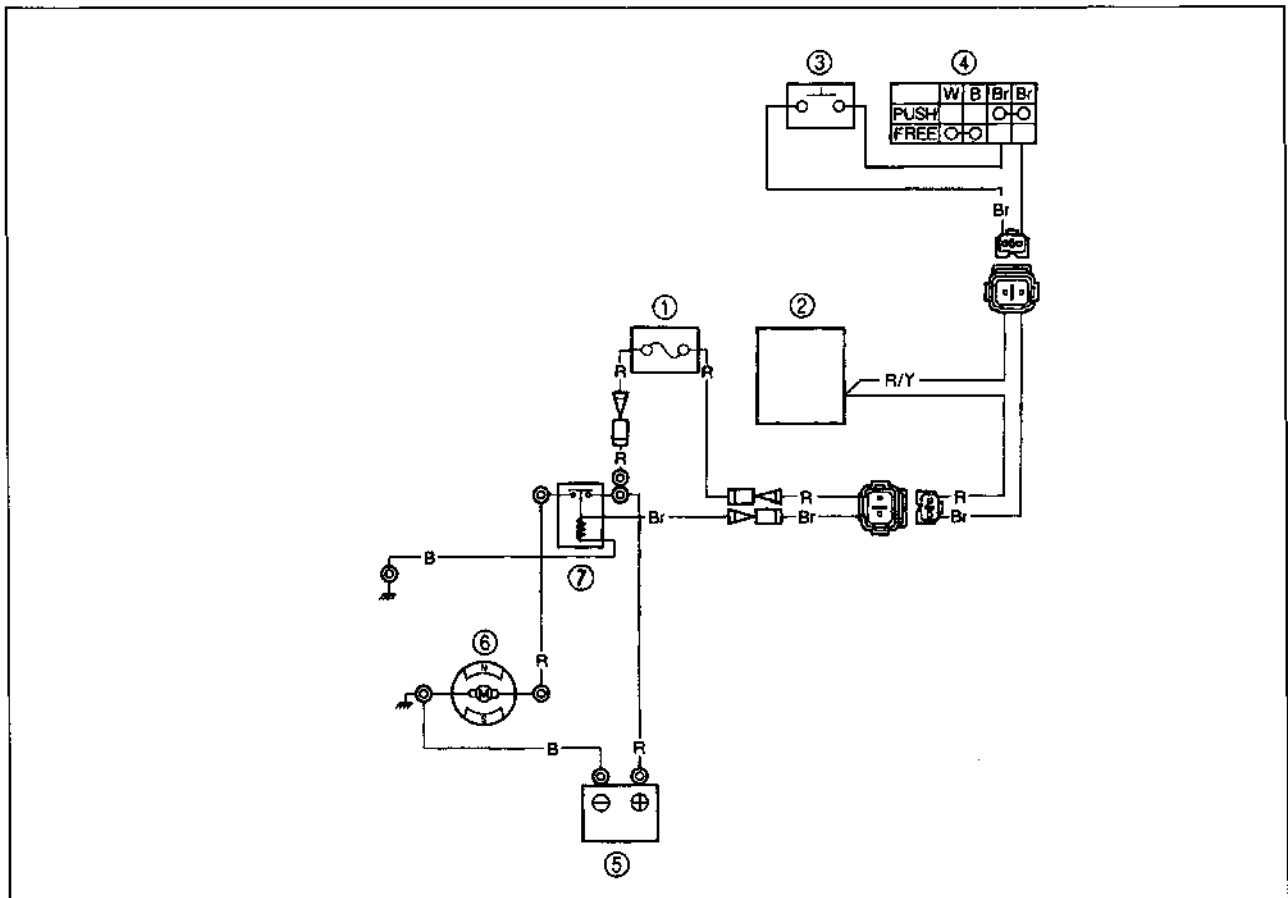 ③ ④
W B Br Br
PUSH
FREE
Br
① ②
R R R/Y
R
R R
Br Br Br
B ⑦
⑥ R
N
M
S
B R
⊖ ⊕
⑤